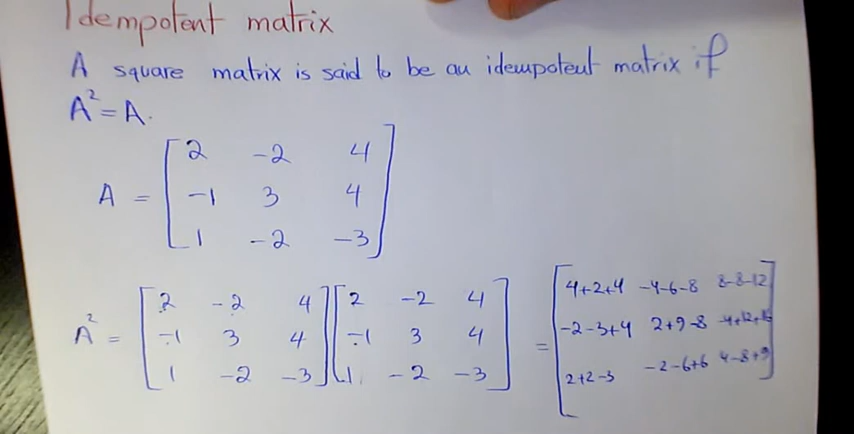 Idempotent matrix
A square matrix is said to be an idempotent matrix if
A² = A.
A = [2 -2 4
-1 3 4
1 -2 -3]
A² = [2 -2 4 ] [2 -2 4 ] = [4+2+4 -4-6-8 8-8-12
-1 3 4 -1 3 4 -2-3+4 2+9-8 -4+12+16
1 -2 -3] 1 -2 -3] 2+2-3 -2-6+6 4-8+9]